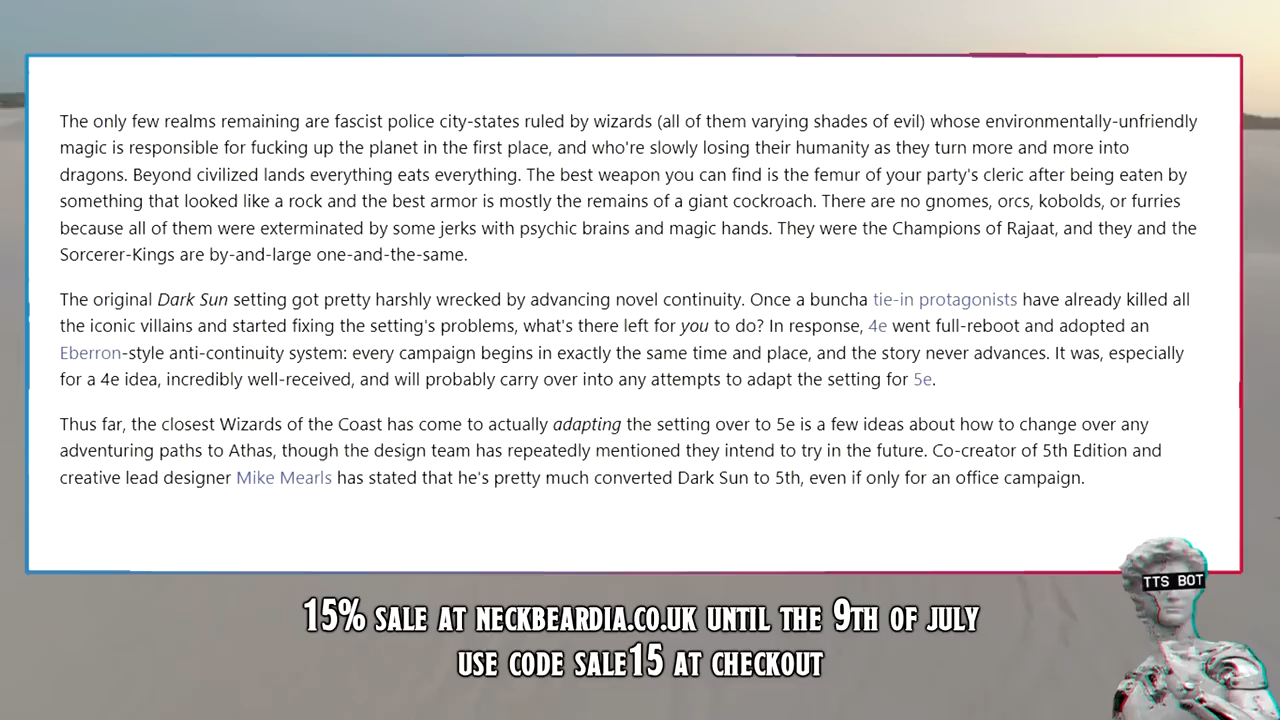 The only few realms remaining are fascist police city-states ruled by wizards (all of them varying shades of evil) whose environmentally-unfriendly
magic is responsible for fucking up the planet in the first place, and who're slowly losing their humanity as they turn more and more into
dragons. Beyond civilized lands everything eats everything. The best weapon you can find is the femur of your party's cleric after being eaten by
something that looked like a rock and the best armor is mostly the remains of a giant cockroach. There are no gnomes, orcs, kobolds, or furries
because all of them were exterminated by some jerks with psychic brains and magic hands. They were the Champions of Rajaat, and they and the
Sorcerer-Kings are by-and-large one-and-the-same.
The original Dark Sun setting got pretty harshly wrecked by advancing novel continuity. Once a buncha tie-in protagonists have already killed all
the iconic villains and started fixing the setting's problems, what's there left for you to do? In response, 4e went full-reboot and adopted an
Eberron-style anti-continuity system: every campaign begins in exactly the same time and place, and the story never advances. It was, especially
for a 4e idea, incredibly well-received, and will probably carry over into any attempts to adapt the setting for 5e.
Thus far, the closest Wizards of the Coast has come to actually adapting the setting over to 5e is a few ideas about how to change over any
adventuring paths to Athas, though the design team has repeatedly mentioned they intend to try in the future. Co-creator of 5th Edition and
creative lead designer Mike Mearls has stated that he's pretty much converted Dark Sun to 5th, even if only for an office campaign.
TTS BOT
15% SALE AT NECKBEARDIA.CO.UK UNTIL THE 9TH OF JULY
USE CODE SALE15 AT CHECKOUT